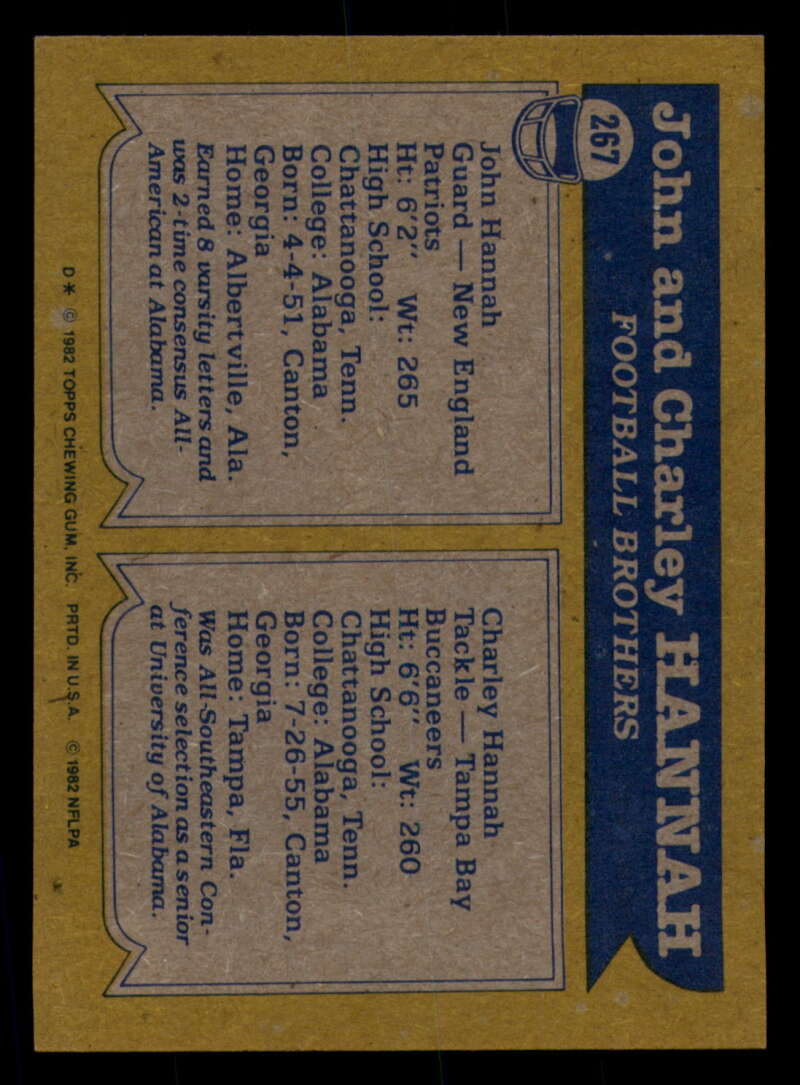 267
John and Charley HANNAH
FOOTBALL BROTHERS
John Hannah
Guard — New England
Patriots
Ht: 6'2" Wt: 265
High School:
Chattanooga, Tenn.
College: Alabama
Born: 4-4-51, Canton,
Georgia
Home: Albertville, Ala.
Earned 8 varsity letters and
was 2-time consensus All-
American at Alabama.
Charley Hannah
Tackle — Tampa Bay
Buccaneers
Ht: 6'6" Wt: 260
High School:
Chattanooga, Tenn.
College: Alabama
Born: 7-26-55, Canton,
Georgia
Home: Tampa, Fla.
Was All-Southeastern Con-
ference selection as a senior
at University of Alabama.
D* © 1982 TOPPS CHEWING GUM, INC. PRTD. IN U.S.A. © 1982 NFLPA